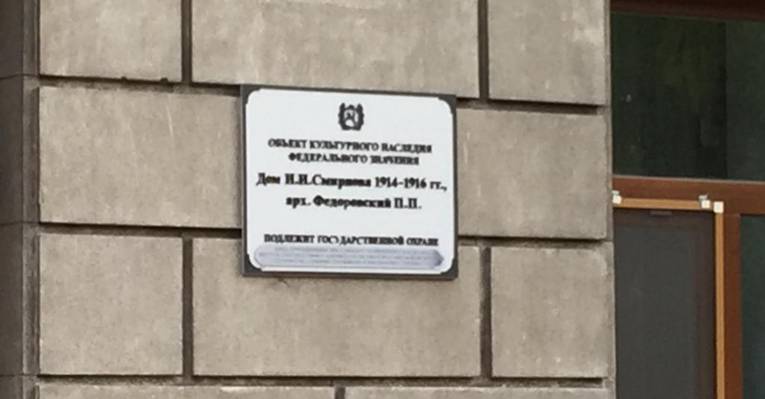 ОБЪЕКТ КУЛЬТУРНОГО НАСЛЕДИЯ
ФЕДЕРАЛЬНОГО ЗНАЧЕНИЯ
Дом И.И.Смирнова 1914-1916 гг.,
арх. Федоровский П.П.
ПОДЛЕЖИТ ГОСУДАРСТВЕННОЙ ОХРАНЕ